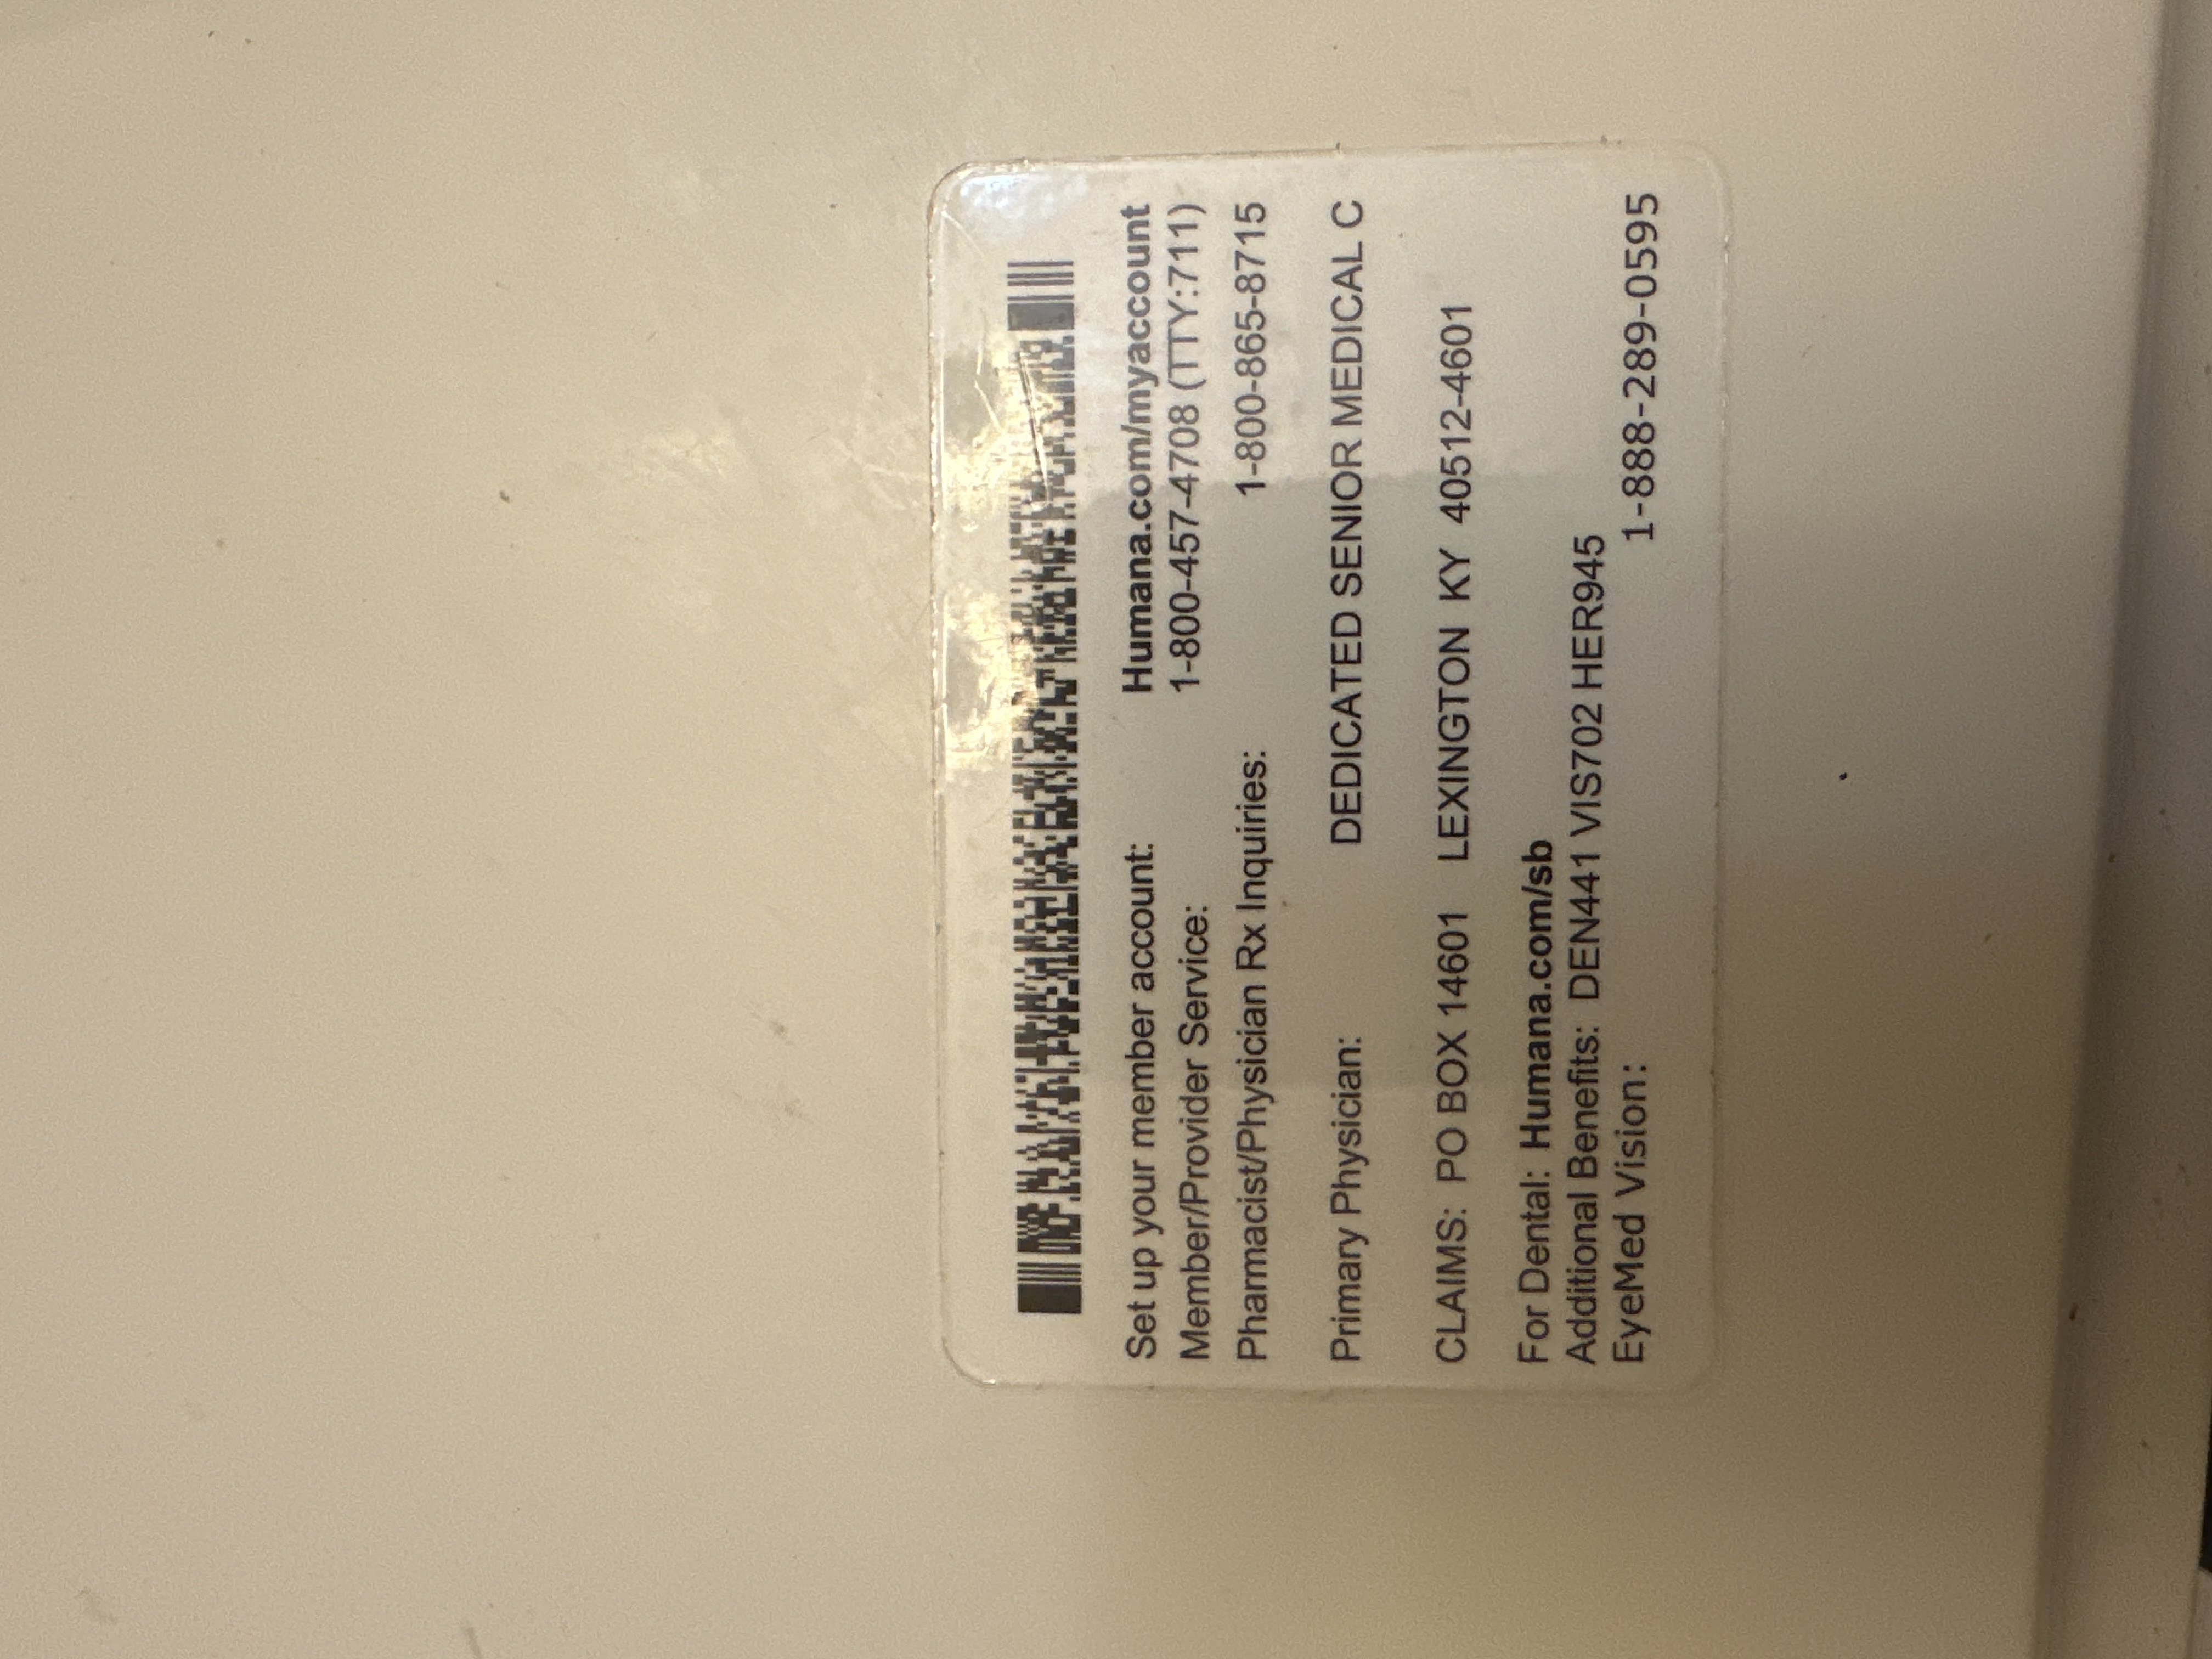 Set up your member account: Humana.com/myaccount
Member/Provider Service: 1-800-457-4708 (TTY:711)
Pharmacist/Physician Rx Inquiries: 1-800-865-8715
Primary Physician: DEDICATED SENIOR MEDICAL C
CLAIMS: PO BOX 14601 LEXINGTON KY 40512-4601
For Dental: Humana.com/sb
Additional Benefits: DEN441 VIS702 HER945
EyeMed Vision: 1-888-289-0595